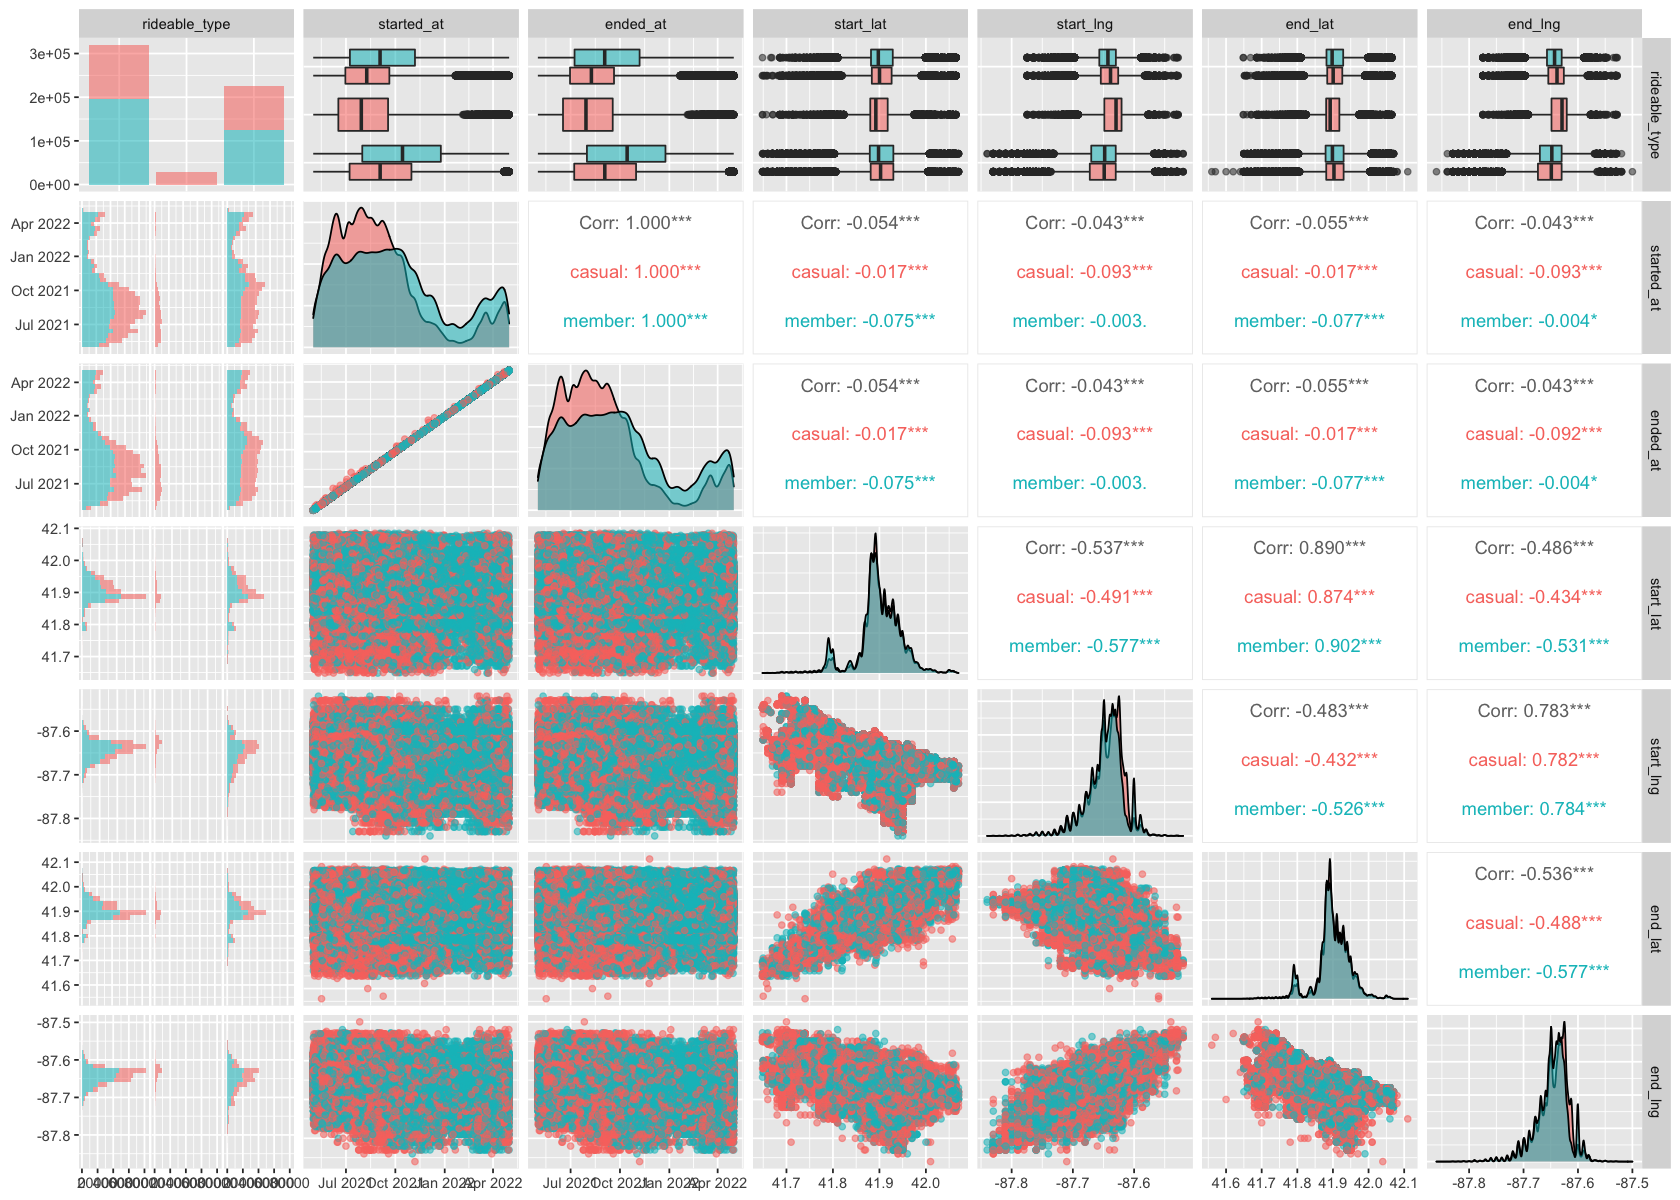 rideable_type started_at ended_at start_lat start_lng end_lat end_lng
3e+05
2e+05
1e+05
0e+00
rideable_type
Apr 2022 Corr: 1.000*** Corr: -0.054*** Corr: -0.043*** Corr: -0.055*** Corr: -0.043***
Jan 2022
Oct 2021 casual: 1.000*** casual: -0.017*** casual: -0.093*** casual: -0.017*** casual: -0.093***
Jul 2021 member: 1.000*** member: -0.075*** member: -0.003. member: -0.077*** member: -0.004*
started_at
Apr 2022 Corr: -0.054*** Corr: -0.043*** Corr: -0.055*** Corr: -0.043***
Jan 2022
Oct 2021 casual: -0.017*** casual: -0.093*** casual: -0.017*** casual: -0.092***
Jul 2021 member: -0.075*** member: -0.003. member: -0.077*** member: -0.004*
ended_at
42.1
42.0 Corr: -0.537*** Corr: 0.890*** Corr: -0.486***
41.9 casual: -0.491*** casual: 0.874*** casual: -0.434***
41.8
41.7 member: -0.577*** member: 0.902*** member: -0.531***
start_lat
-87.6 Corr: -0.483*** Corr: 0.783***
-87.7 casual: -0.432*** casual: 0.782***
-87.8 member: -0.526*** member: 0.784***
start_lng
42.1
42.0 Corr: -0.536***
41.9 casual: -0.488***
41.8
41.7 member: -0.577***
41.6
end_lat
-87.5
-87.6
-87.7
-87.8
end_lng
Jul 2021 Oct 2021 Jan 2022 Apr 2022 Jul 2021 Oct 2021 Jan 2022 Apr 2022 41.7 41.8 41.9 42.0 -87.8 -87.7 -87.6 41.6 41.7 41.8 41.9 42.0 42.1 -87.8 -87.7 -87.6 -87.5